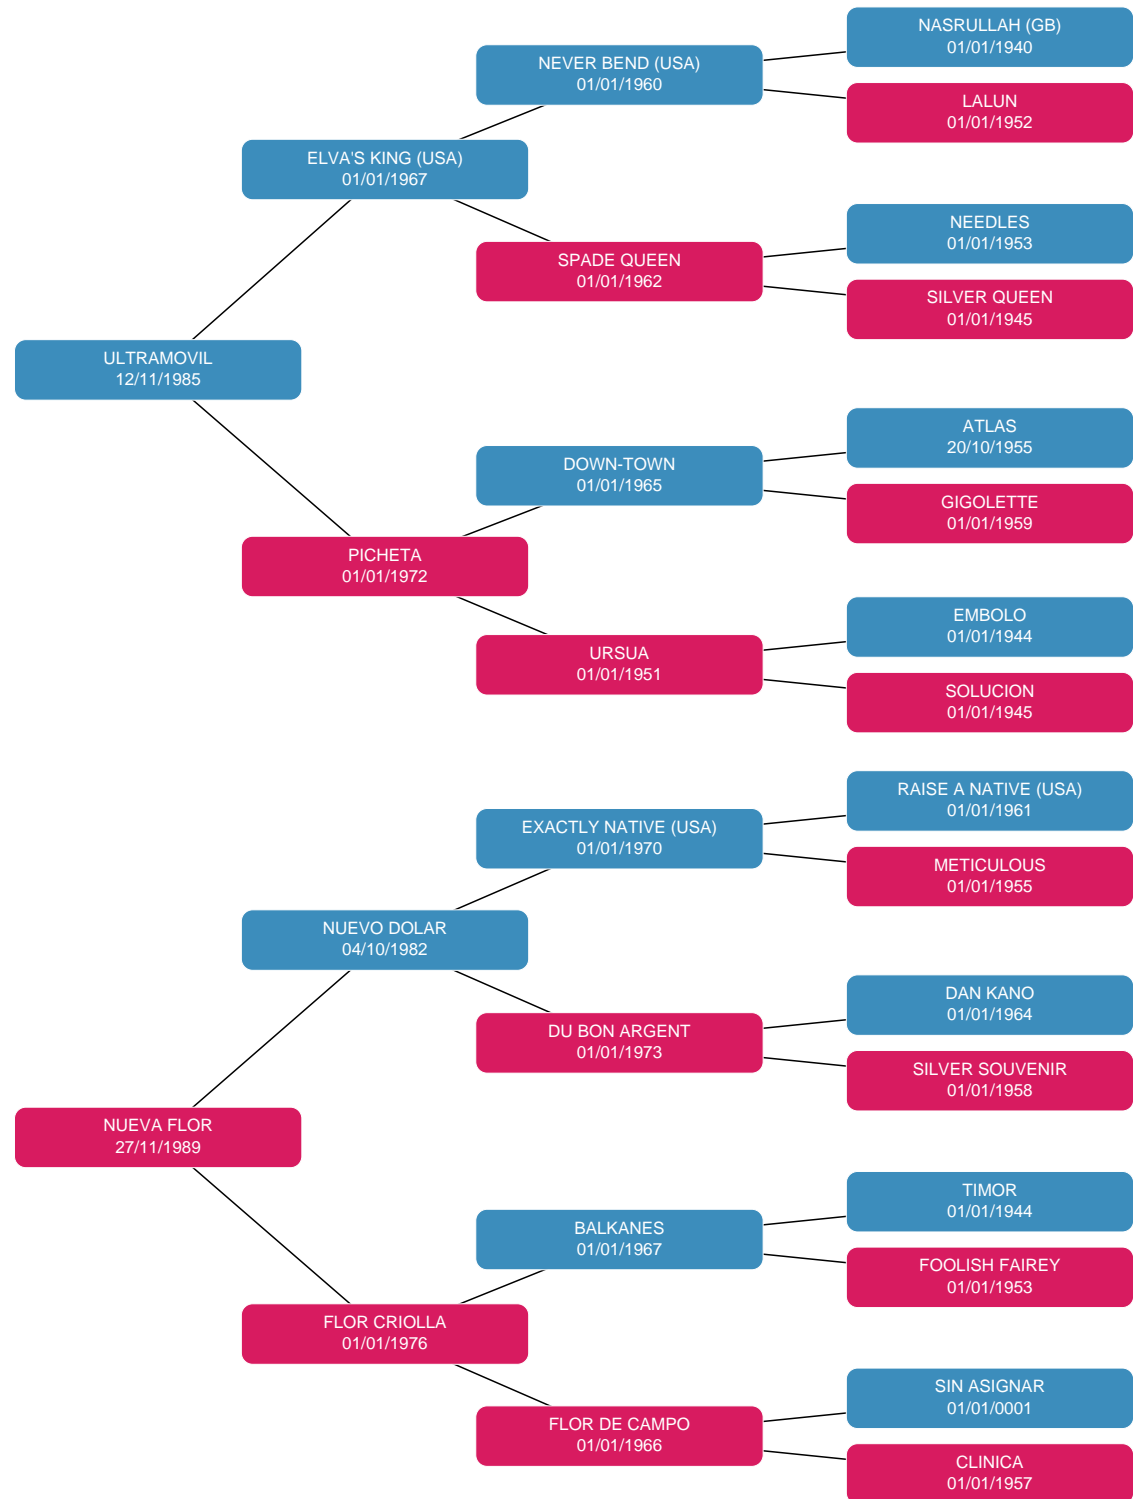 NASRULLAH (GB)
01/01/1940
NEVER BEND (USA)
01/01/1960
LALUN
01/01/1952
ELVA'S KING (USA)
01/01/1967
NEEDLES
01/01/1953
SPADE QUEEN
01/01/1962
SILVER QUEEN
01/01/1945
ULTRAMOVIL
12/11/1985
ATLAS
20/10/1955
DOWN-TOWN
01/01/1965
GIGOLETTE
01/01/1959
PICHETA
01/01/1972
EMBOLO
01/01/1944
URSUA
01/01/1951
SOLUCION
01/01/1945
RAISE A NATIVE (USA)
01/01/1961
EXACTLY NATIVE (USA)
01/01/1970
METICULOUS
01/01/1955
NUEVO DOLAR
04/10/1982
DAN KANO
01/01/1964
DU BON ARGENT
01/01/1973
SILVER SOUVENIR
01/01/1958
NUEVA FLOR
27/11/1989
TIMOR
01/01/1944
BALKANES
01/01/1967
FOOLISH FAIREY
01/01/1953
FLOR CRIOLLA
01/01/1976
SIN ASIGNAR
01/01/0001
FLOR DE CAMPO
01/01/1966
CLINICA
01/01/1957